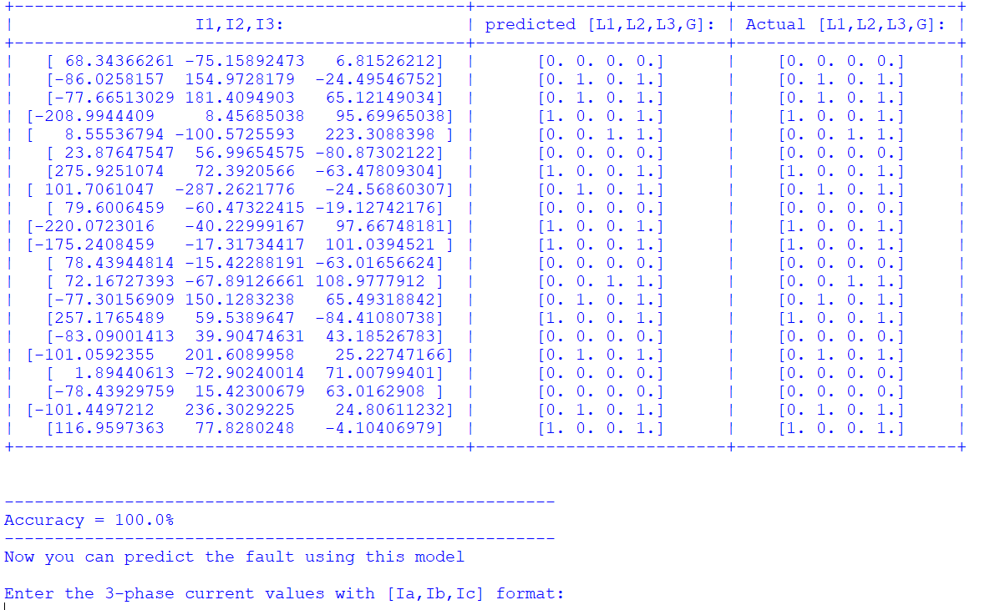 +---------------------------------------------+-------------------------+----------------------+
|                  I1,I2,I3:                  | predicted [L1,L2,L3,G]: | Actual [L1,L2,L3,G]: |
+---------------------------------------------+-------------------------+----------------------+
|   [ 68.34366261 -75.15892473   6.81526212]  |      [0. 0. 0. 0.]      |    [0. 0. 0. 0.]     |
|   [-86.0258157  154.9728179  -24.49546752]  |      [0. 1. 0. 1.]      |    [0. 1. 0. 1.]     |
|   [-77.66513029 181.4094903   65.12149034]  |      [0. 1. 0. 1.]      |    [0. 1. 0. 1.]     |
| [-208.9944409     8.45685038   95.69965038] |      [1. 0. 0. 1.]      |    [1. 0. 0. 1.]     |
| [   8.55536794 -100.5725593   223.3088398 ] |      [0. 0. 1. 1.]      |    [0. 0. 1. 1.]     |
|   [ 23.87647547  56.99654575 -80.87302122]  |      [0. 0. 0. 0.]      |    [0. 0. 0. 0.]     |
|   [275.9251074   72.3920566  -63.47809304]  |      [1. 0. 0. 1.]      |    [1. 0. 0. 1.]     |
| [ 101.7061047  -287.2621776   -24.56860307] |      [0. 1. 0. 1.]      |    [0. 1. 0. 1.]     |
|   [ 79.6006459  -60.47322415 -19.12742176]  |      [0. 0. 0. 0.]      |    [0. 0. 0. 0.]     |
| [-220.0723016   -40.22999167   97.66748181] |      [1. 0. 0. 1.]      |    [1. 0. 0. 1.]     |
| [-175.2408459   -17.31734417  101.0394521 ] |      [1. 0. 0. 1.]      |    [1. 0. 0. 1.]     |
|   [ 78.43944814 -15.42288191 -63.01656624]  |      [0. 0. 0. 0.]      |    [0. 0. 0. 0.]     |
|   [ 72.16727393 -67.89126661 108.9777912 ]  |      [0. 0. 1. 1.]      |    [0. 0. 1. 1.]     |
|   [-77.30156909 150.1283238   65.49318842]  |      [0. 1. 0. 1.]      |    [0. 1. 0. 1.]     |
|   [257.1765489   59.5389647  -84.41080738]  |      [1. 0. 0. 1.]      |    [1. 0. 0. 1.]     |
|   [-83.09001413  39.90474631  43.18526783]  |      [0. 0. 0. 0.]      |    [0. 0. 0. 0.]     |
| [-101.0592355   201.6089958    25.22747166] |      [0. 1. 0. 1.]      |    [0. 1. 0. 1.]     |
|   [  1.89440613 -72.90240014  71.00799401]  |      [0. 0. 0. 0.]      |    [0. 0. 0. 0.]     |
|   [-78.43929759  15.42300679  63.0162908 ]  |      [0. 0. 0. 0.]      |    [0. 0. 0. 0.]     |
| [-101.4497212   236.3029225    24.80611232] |      [0. 1. 0. 1.]      |    [0. 1. 0. 1.]     |
|   [116.9597363   77.8280248   -4.10406979]  |      [1. 0. 0. 1.]      |    [1. 0. 0. 1.]     |
+---------------------------------------------+-------------------------+----------------------+
-------------------------------------------------------
Accuracy = 100.0%
-------------------------------------------------------
Now you can predict the fault using this model
Enter the 3-phase current values with [Ia,Ib,Ic] format: